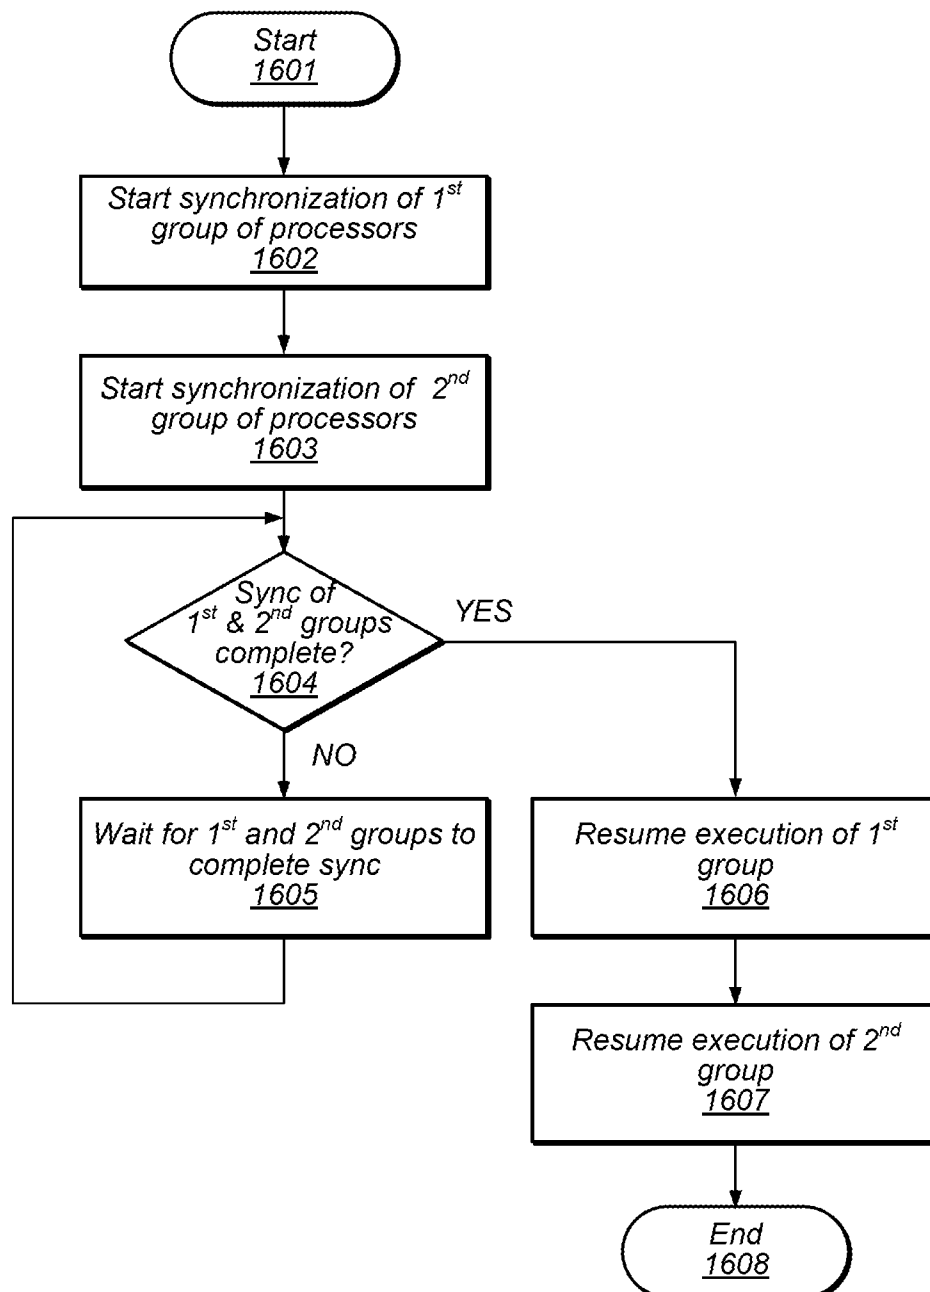 Start
1601
Start synchronization of 1st
group of processors
1602
Start synchronization of 2nd
group of processors
1603
Sync of
1st & 2nd groups
complete?
1604
YES
NO
Wait for 1st and 2nd groups to
complete sync
1605
Resume execution of 1st
group
1606
Resume execution of 2nd
group
1607
End
1608